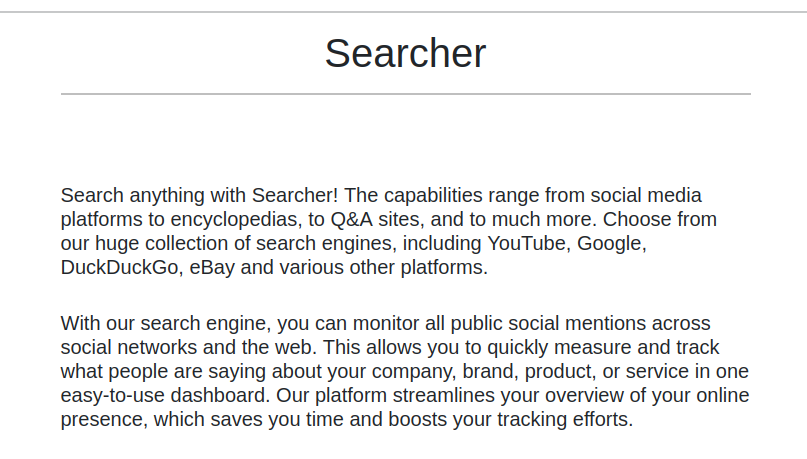 Searcher
Search anything with Searcher! The capabilities range from social media
platforms to encyclopedias, to Q&A sites, and to much more. Choose from
our huge collection of search engines, including YouTube, Google,
DuckDuckGo, eBay and various other platforms.
With our search engine, you can monitor all public social mentions across
social networks and the web. This allows you to quickly measure and track
what people are saying about your company, brand, product, or service in one
easy-to-use dashboard. Our platform streamlines your overview of your online
presence, which saves you time and boosts your tracking efforts.